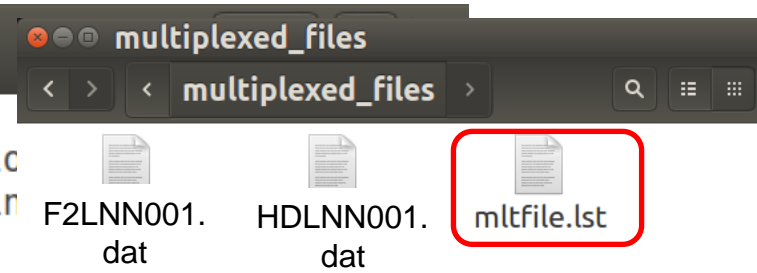 multiplexed_files
multiplexed_files
F2LNN001.
dat
HDLNN001.
dat
mltfile.lst